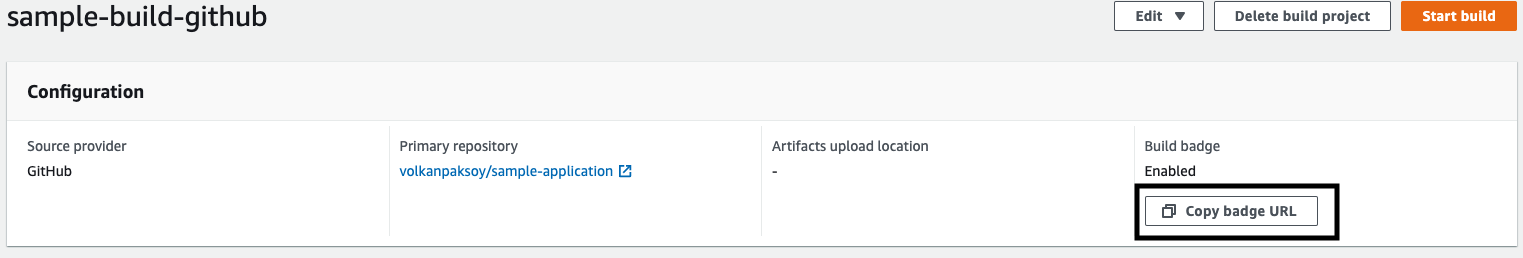 sample-build-github
Edit
Delete build project
Start build
Configuration
Source provider
GitHub
Primary repository
volkanpaksoy/sample-application
Artifacts upload location
-
Build badge
Enabled
Copy badge URL